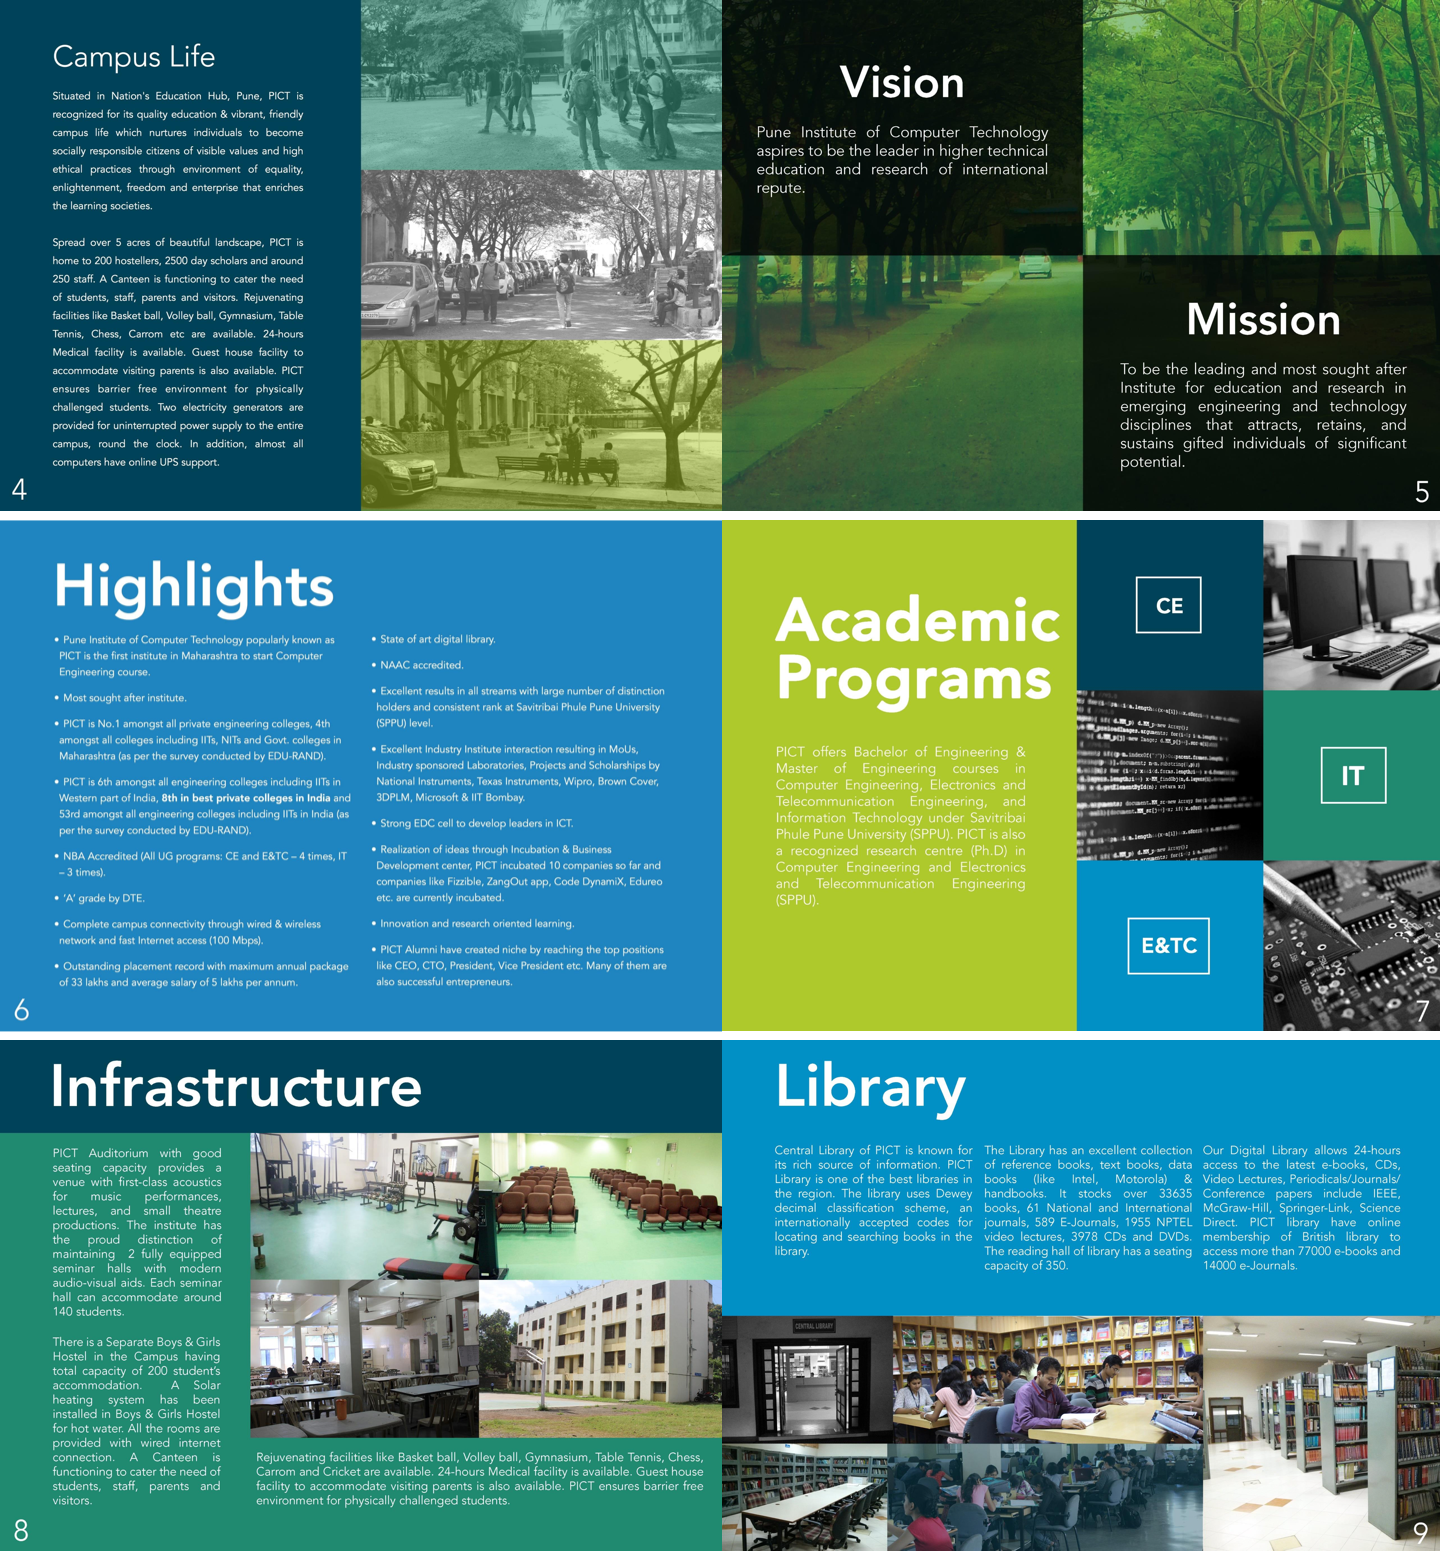 Campus Life
Situated in Nation's Education Hub, Pune, PICT is
recognized for its quality education & vibrant, friendly
campus life which nurtures individuals to become
socially responsible citizens of visible values and high
ethical practices through environment of equality,
enlightenment, freedom and enterprise that enriches
the learning societies.
Spread over 5 acres of beautiful landscape, PICT is
home to 200 hostellers, 2500 day scholars and around
250 staff. A Canteen is functioning to cater the need
of students, staff, parents and visitors. Rejuvenating
facilities like Basket ball, Volley ball, Gymnasium, Table
Tennis, Chess, Carrom etc are available. 24-hours
Medical facility is available. Guest house facility to
accommodate visiting parents is also available. PICT
ensures barrier free environment for physically
challenged students. Two electricity generators are
provided for uninterrupted power supply to the entire
campus, round the clock. In addition, almost all
computers have online UPS support.
4
Vision
Pune Institute of Computer Technology
aspires to be the leader in higher technical
education and research of international
repute.
Mission
To be the leading and most sought after
Institute for education and research in
emerging engineering and technology
disciplines that attracts, retains, and
sustains gifted individuals of significant
potential.
5
Highlights
• Pune Institute of Computer Technology popularly known as
PICT is the first institute in Maharashtra to start Computer
Engineering course.
• Most sought after institute.
• PICT is No.1 amongst all private engineering colleges, 4th
amongst all colleges including IITs, NITs and Govt. colleges in
Maharashtra (as per the survey conducted by EDU-RAND).
• PICT is 6th amongst all engineering colleges including IITs in
Western part of India, 8th in best private colleges in India and
53rd amongst all engineering colleges including IITs in India (as
per the survey conducted by EDU-RAND).
• NBA Accredited (All UG programs: CE and E&TC – 4 times, IT
– 3 times).
• 'A' grade by DTE.
• Complete campus connectivity through wired & wireless
network and fast Internet access (100 Mbps).
• Outstanding placement record with maximum annual package
of 33 lakhs and average salary of 5 lakhs per annum.
• State of art digital library.
• NAAC accredited.
• Excellent results in all streams with large number of distinction
holders and consistent rank at Savitribai Phule Pune University
(SPPU) level.
• Excellent Industry Institute interaction resulting in MoUs,
Industry sponsored Laboratories, Projects and Scholarships by
National Instruments, Texas Instruments, Wipro, Brown Cover,
3DPLM, Microsoft & IIT Bombay.
• Strong EDC cell to develop leaders in ICT.
• Realization of ideas through Incubation & Business
Development center, PICT incubated 10 companies so far and
companies like Fizzible, ZangOut app, Code DynamiX, Edureo
etc. are currently incubated.
• Innovation and research oriented learning.
• PICT Alumni have created niche by reaching the top positions
like CEO, CTO, President, Vice President etc. Many of them are
also successful entrepreneurs.
6
Academic
Programs
PICT offers Bachelor of Engineering &
Master of Engineering courses in
Computer Engineering, Electronics and
Telecommunication Engineering, and
Information Technology under Savitribai
Phule Pune University (SPPU). PICT is also
a recognized research centre (Ph.D) in
Computer Engineering and Electronics
and Telecommunication Engineering
(SPPU).
CE
IT
E&TC
7
Infrastructure
PICT Auditorium with good
seating capacity provides a
venue with first-class acoustics
for music performances,
lectures, and small theatre
productions. The institute has
the proud distinction of
maintaining 2 fully equipped
seminar halls with modern
audio-visual aids. Each seminar
hall can accommodate around
140 students.
There is a Separate Boys & Girls
Hostel in the Campus having
total capacity of 200 student's
accommodation. A Solar
heating system has been
installed in Boys & Girls Hostel
for hot water. All the rooms are
provided with wired internet
connection. A Canteen is
functioning to cater the need of
students, staff, parents and
visitors.
Rejuvenating facilities like Basket ball, Volley ball, Gymnasium, Table Tennis, Chess,
Carrom and Cricket are available. 24-hours Medical facility is available. Guest house
facility to accommodate visiting parents is also available. PICT ensures barrier free
environment for physically challenged students.
8
Library
Central Library of PICT is known for
its rich source of information. PICT
Library is one of the best libraries in
the region. The library uses Dewey
decimal classification scheme, an
internationally accepted codes for
locating and searching books in the
library.
The Library has an excellent collection
of reference books, text books, data
books (like Intel, Motorola) &
handbooks. It stocks over 33635
books, 61 National and International
journals, 589 E-Journals, 1955 NPTEL
video lectures, 3978 CDs and DVDs.
The reading hall of library has a seating
capacity of 350.
Our Digital Library allows 24-hours
access to the latest e-books, CDs,
Video Lectures, Periodicals/Journals/
Conference papers include IEEE,
McGraw-Hill, Springer-Link, Science
Direct. PICT library have online
membership of British library to
access more than 77000 e-books and
14000 e-Journals.
CENTRAL LIBRARY
9